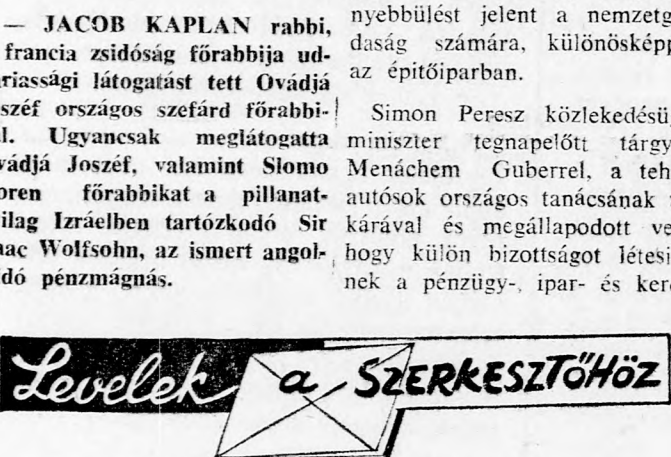 — JACOB KAPLAN rabbi,
francia zsidóság főrabbija ud-
riassági látogatást tett Ovádjá
széf országos szefárd főrabbi-
l. Ugyancsak meglátogatta
vádjá Joszéf, valamint Slomo
oren főrabbikat a pillanat-
ilag Izráelben tartózkodó Sir
aac Wolfsohn, az ismert angol-
dó pénzmágnás.
nyebbülést jelent a nemzetg
daság számára, különösképp
az épitőiparban.
Simon Peresz közlekedésü
miniszter tegnapelőtt tárgy
Menáchem Guberrel, a teh
autósok országos tanácsának
kárával és megállapodott ve
hogy külön bizottságot létesi
nek a pénzügy-, ipar- és kere
Levelek a SZERKESZTőHöz